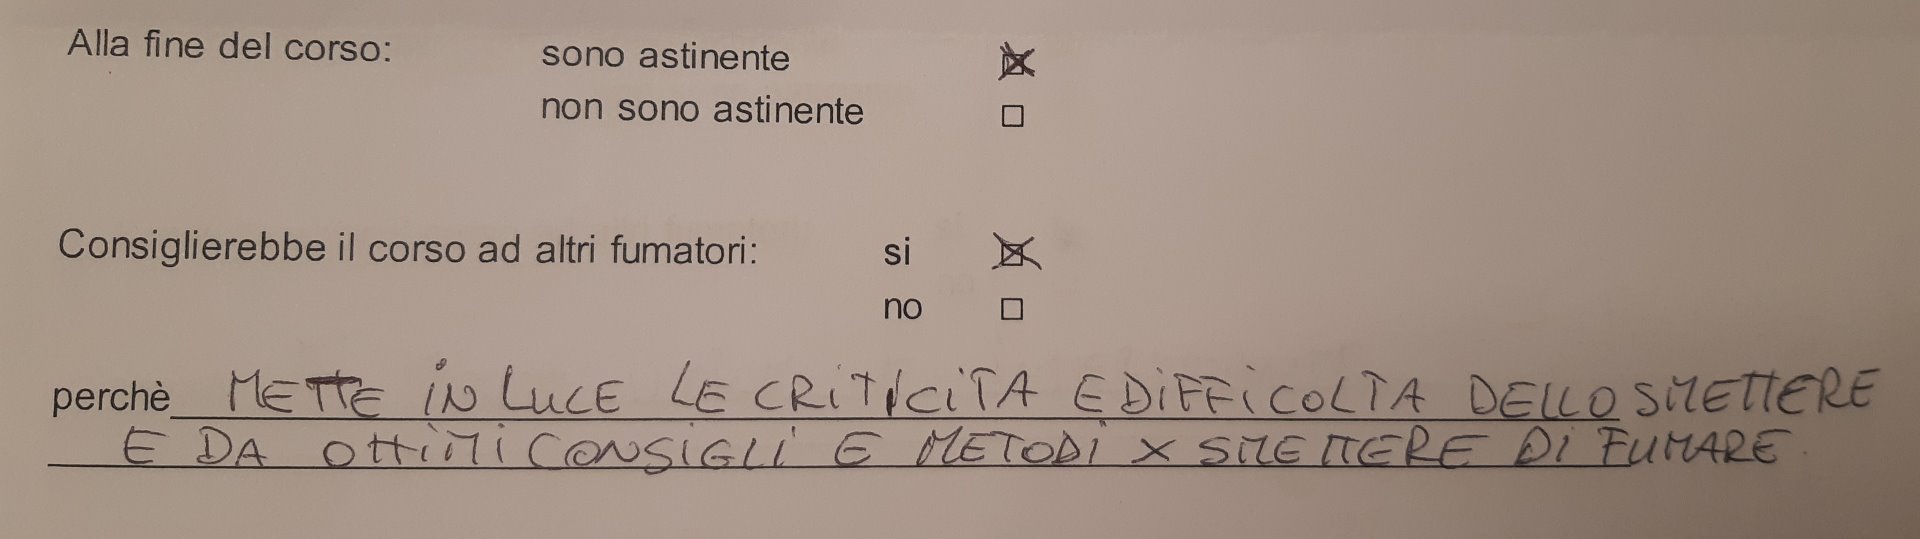 Alla fine del corso: sono astinente ☒
non sono astinente ☐
Consiglierebbe il corso ad altri fumatori: si ☒
no ☐
perchè METTE IN LUCE LE CRITICITA E DIFFICOLTA DELLO SMETTERE
E DA OTTIMI CONSIGLI E METODI X SMETTERE DI FUMARE